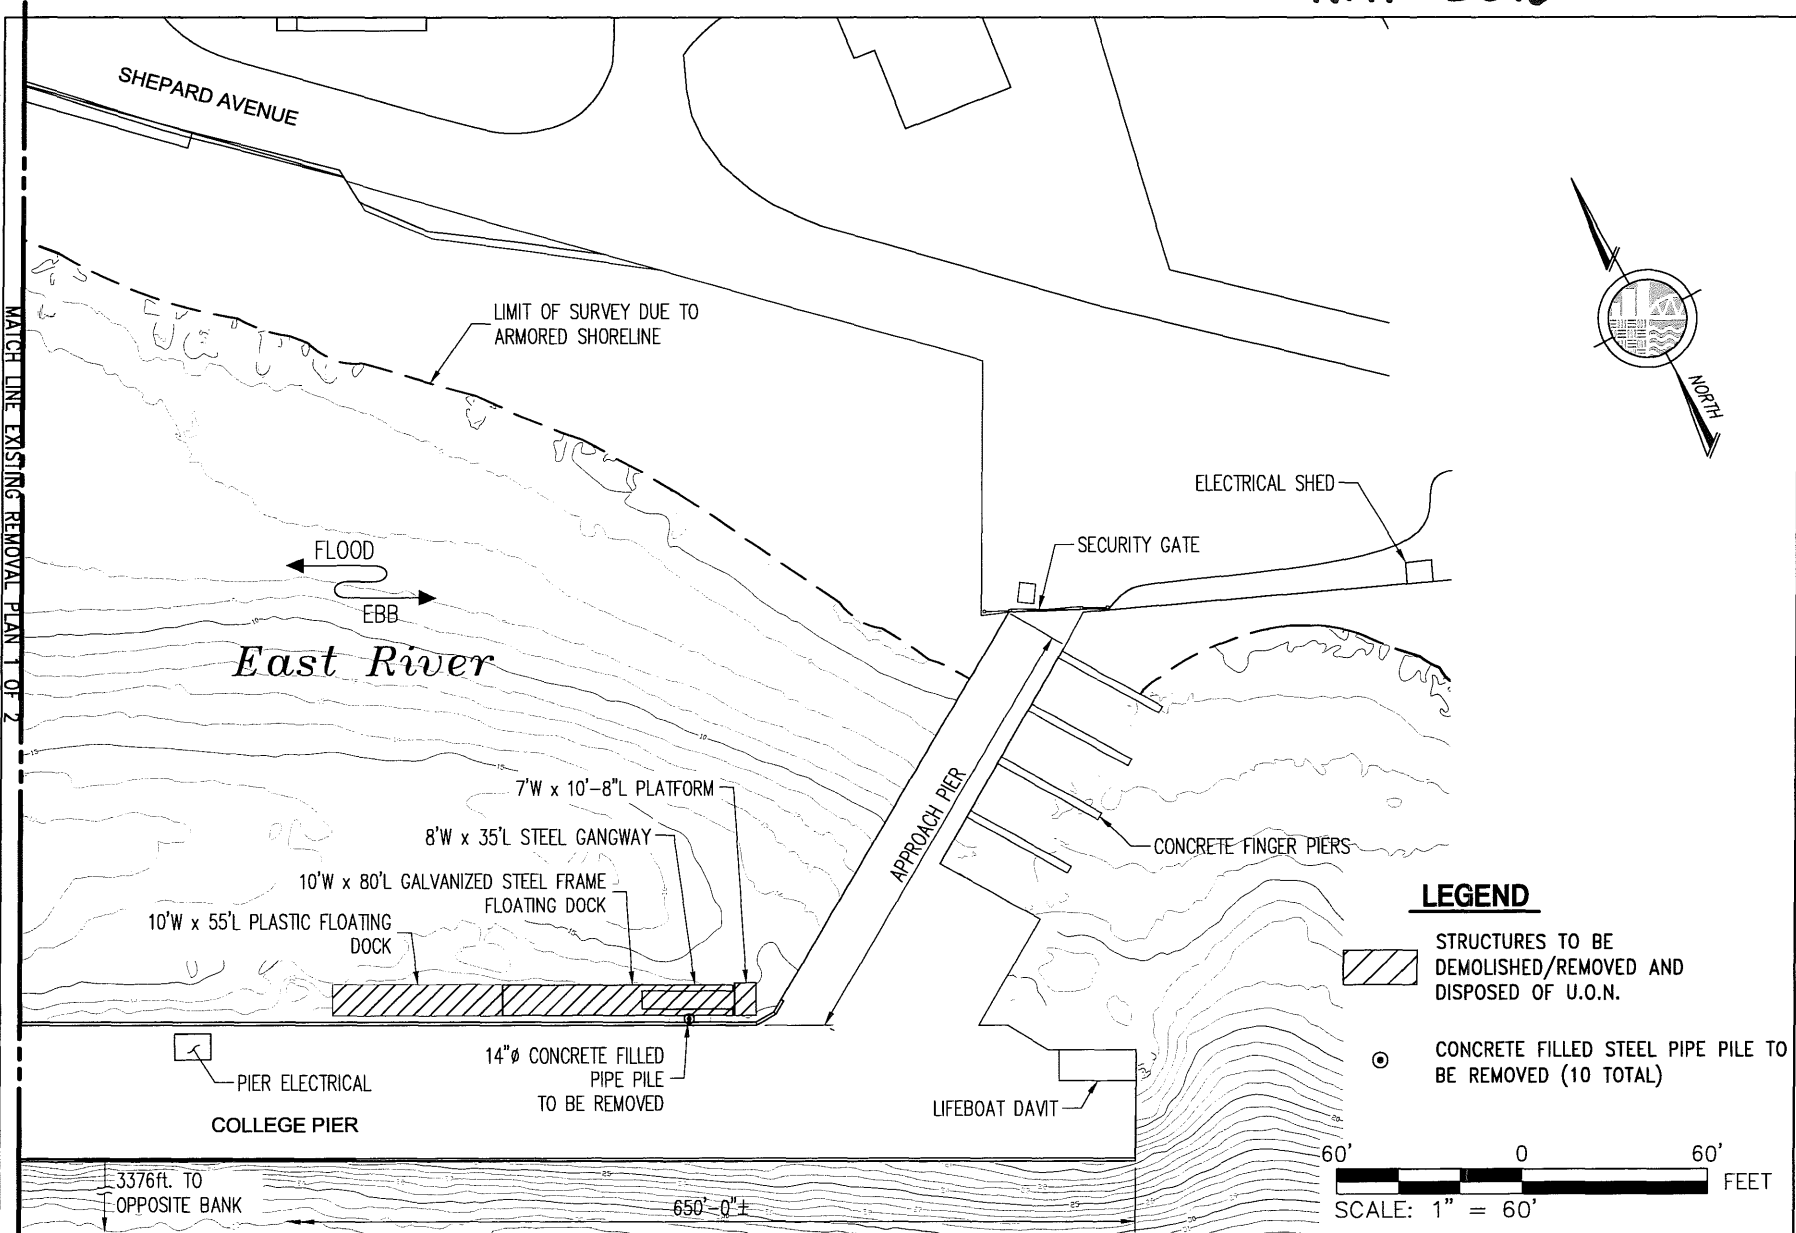 SHEPARD AVENUE
LIMIT OF SURVEY DUE TO
ARMORED SHORELINE
NORTH
ELECTRICAL SHED
SECURITY GATE
FLOOD
EBB
East River
MATCH LINE EXISTING REMOVAL PLAN 1 OF 2
7'W x 10'-8"L PLATFORM
8'W x 35'L STEEL GANGWAY
10'W x 80'L GALVANIZED STEEL FRAME
FLOATING DOCK
10'W x 55'L PLASTIC FLOATING
DOCK
APPROACH PIER
CONCRETE FINGER PIERS
LEGEND
STRUCTURES TO BE
DEMOLISHED/REMOVED AND
DISPOSED OF U.O.N.
CONCRETE FILLED STEEL PIPE PILE TO
BE REMOVED (10 TOTAL)
14"ø CONCRETE FILLED
PIPE PILE
TO BE REMOVED
PIER ELECTRICAL
COLLEGE PIER
LIFEBOAT DAVIT
3376ft. TO
OPPOSITE BANK
650'-0"±
60' 0 60'
FEET
SCALE: 1" = 60'